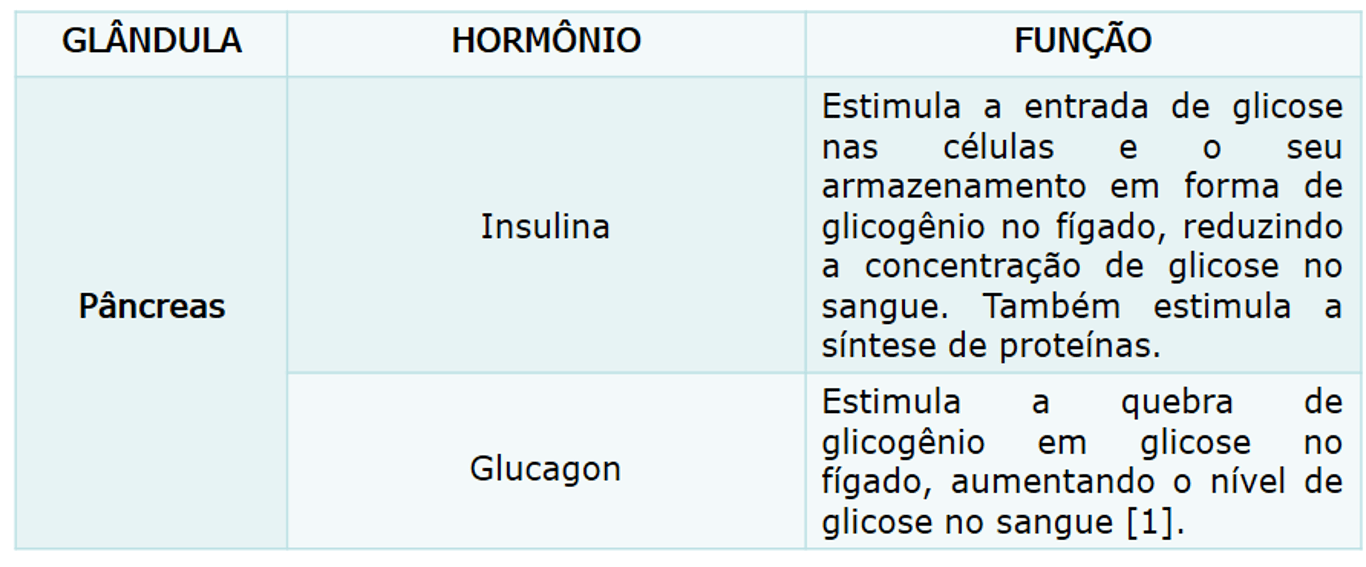 GLÂNDULA HORMÔNIO FUNÇÃO
Pâncreas
Insulina
Estimula a entrada de glicose
nas células e o seu
armazenamento em forma de
glicogênio no fígado, reduzindo
a concentração de glicose no
sangue. Também estimula a
síntese de proteínas.
Glucagon
Estimula a quebra de
glicogênio em glicose no
fígado, aumentando o nível de
glicose no sangue [1].